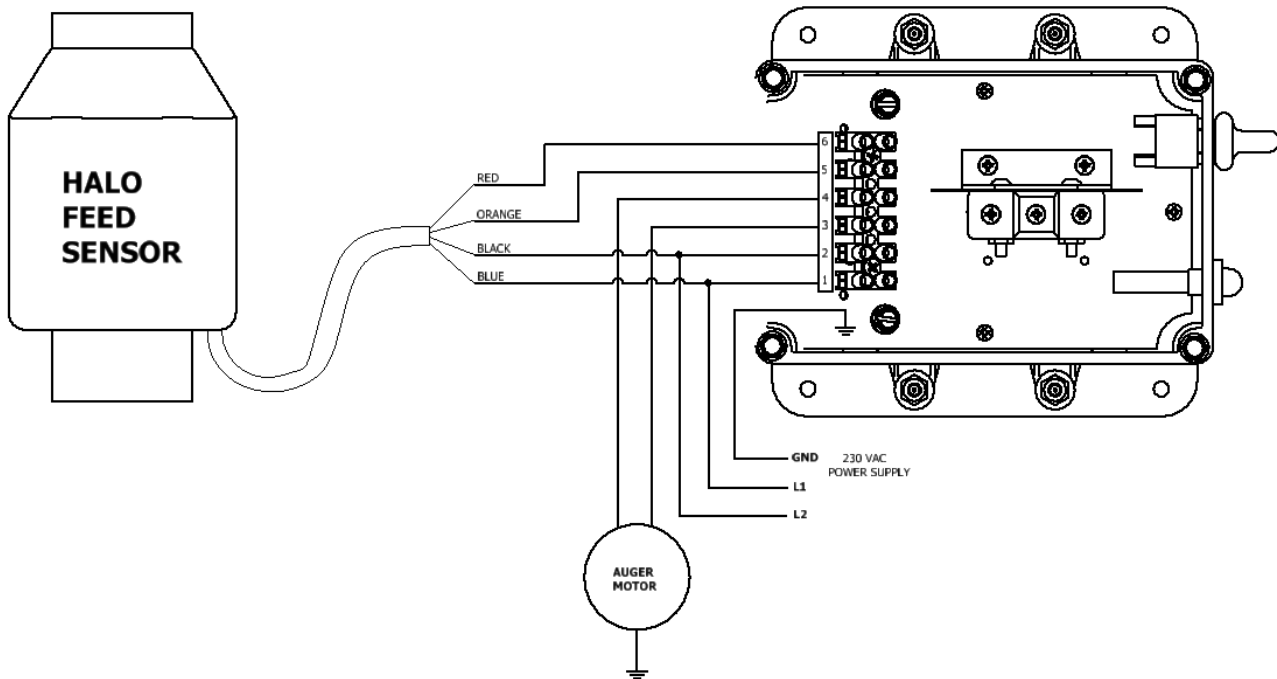 HALO
FEED
SENSOR
RED
ORANGE
BLACK
BLUE
6
5
4
3
2
1
GND
230 VAC
POWER SUPPLY
L1
L2
AUGER
MOTOR